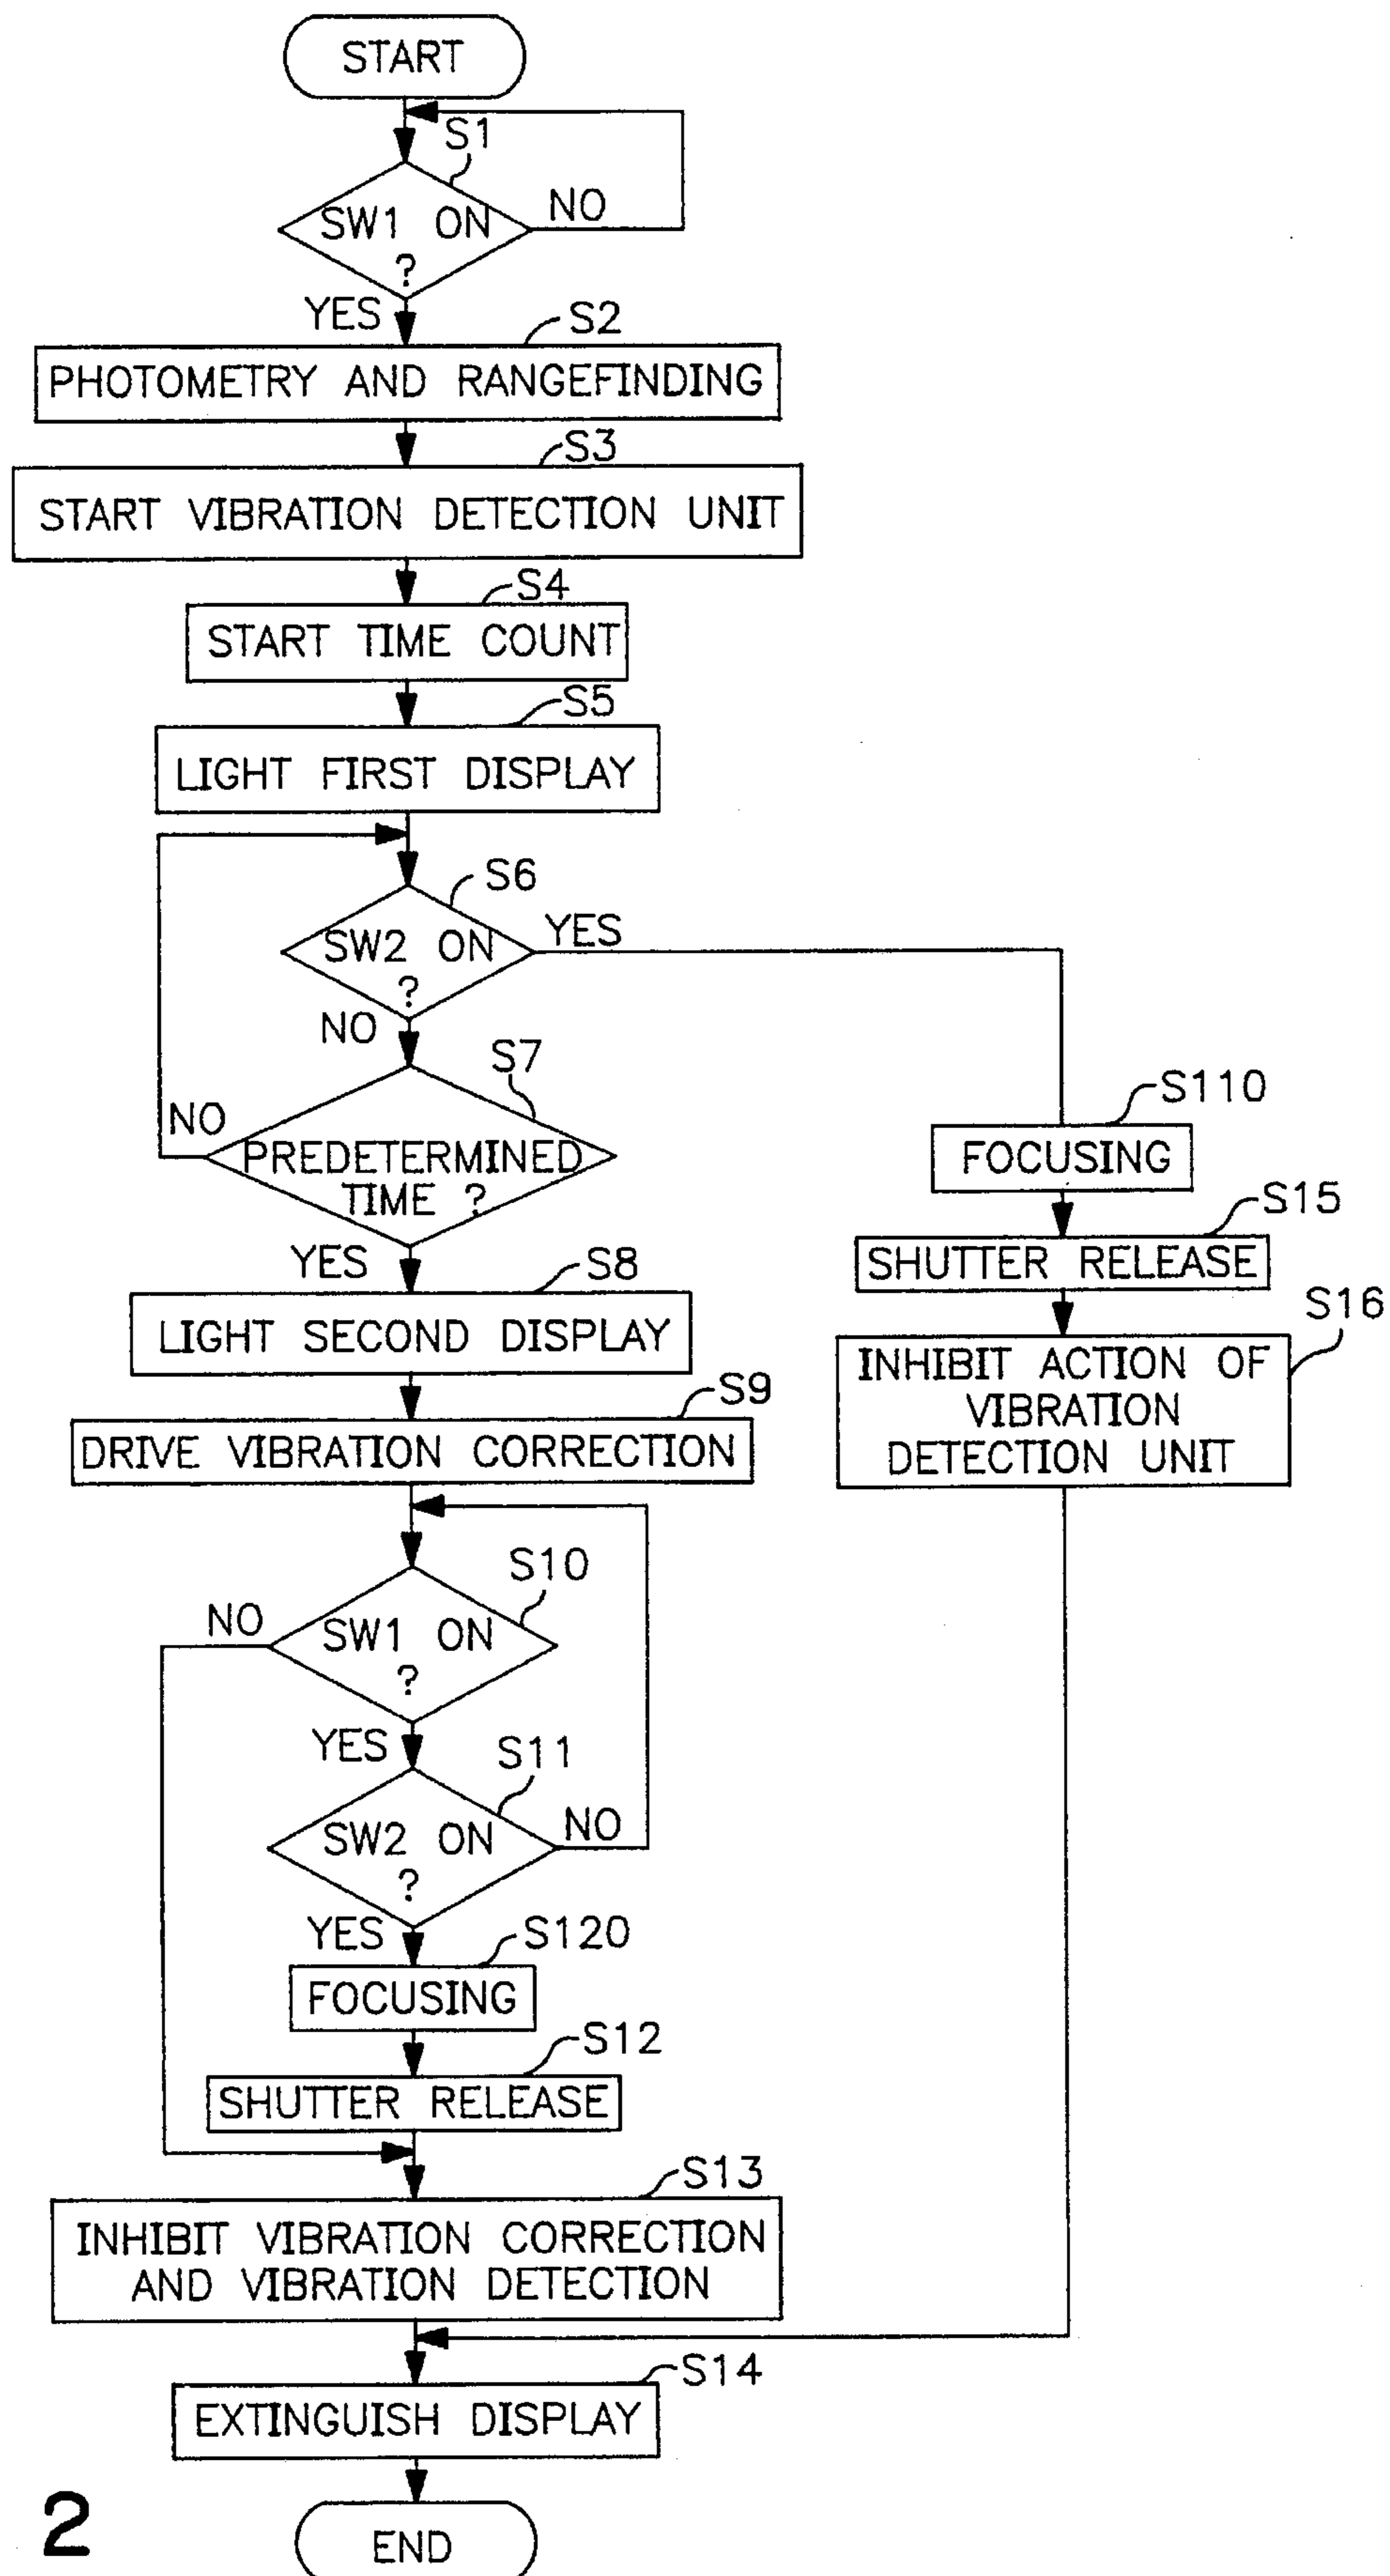 START
S1
SW1 ON
?
NO
YES
S2
PHOTOMETRY AND RANGEFINDING
S3
START VIBRATION DETECTION UNIT
S4
START TIME COUNT
S5
LIGHT FIRST DISPLAY
S6
SW2 ON
?
YES
NO
S7
PREDETERMINED
TIME ?
NO
YES
S8
LIGHT SECOND DISPLAY
S9
DRIVE VIBRATION CORRECTION
S110
FOCUSING
S15
SHUTTER RELEASE
S16
INHIBIT ACTION OF
VIBRATION
DETECTION UNIT
S10
SW1 ON
?
NO
YES
S11
SW2 ON
?
NO
YES
S120
FOCUSING
S12
SHUTTER RELEASE
S13
INHIBIT VIBRATION CORRECTION
AND VIBRATION DETECTION
S14
EXTINGUISH DISPLAY
END
2